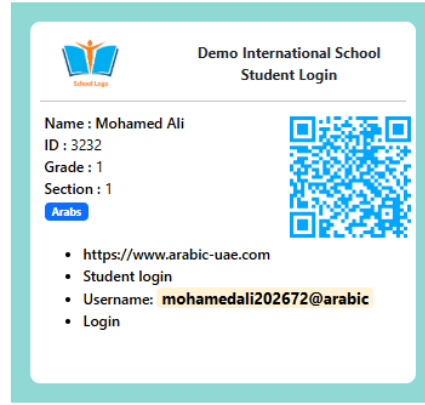 School Logo
Demo International School
Student Login
Name : Mohamed Ali
ID : 3232
Grade : 1
Section : 1
Arabs
• https://www.arabic-uae.com
• Student login
• Username: mohamedali202672@arabic
• Login